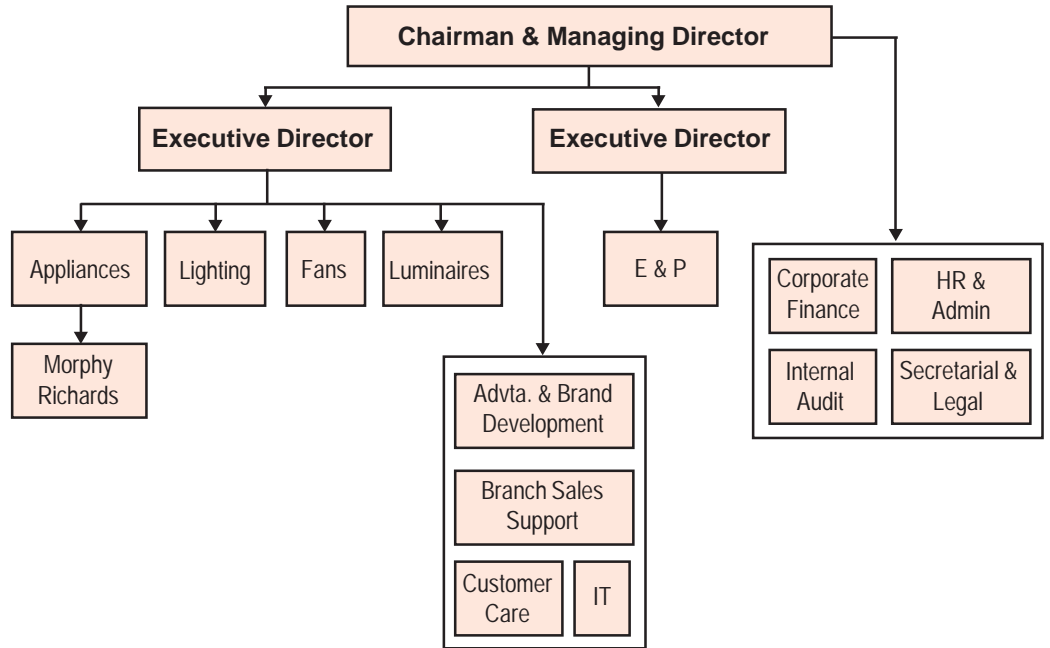 Chairman & Managing Director
Executive Director
Executive Director
Appliances
Lighting
Fans
Luminaires
E & P
Corporate
Finance
HR &
Admin
Morphy
Richards
Internal
Audit
Secretarial &
Legal
Advta. & Brand
Development
Branch Sales
Support
Customer
Care
IT